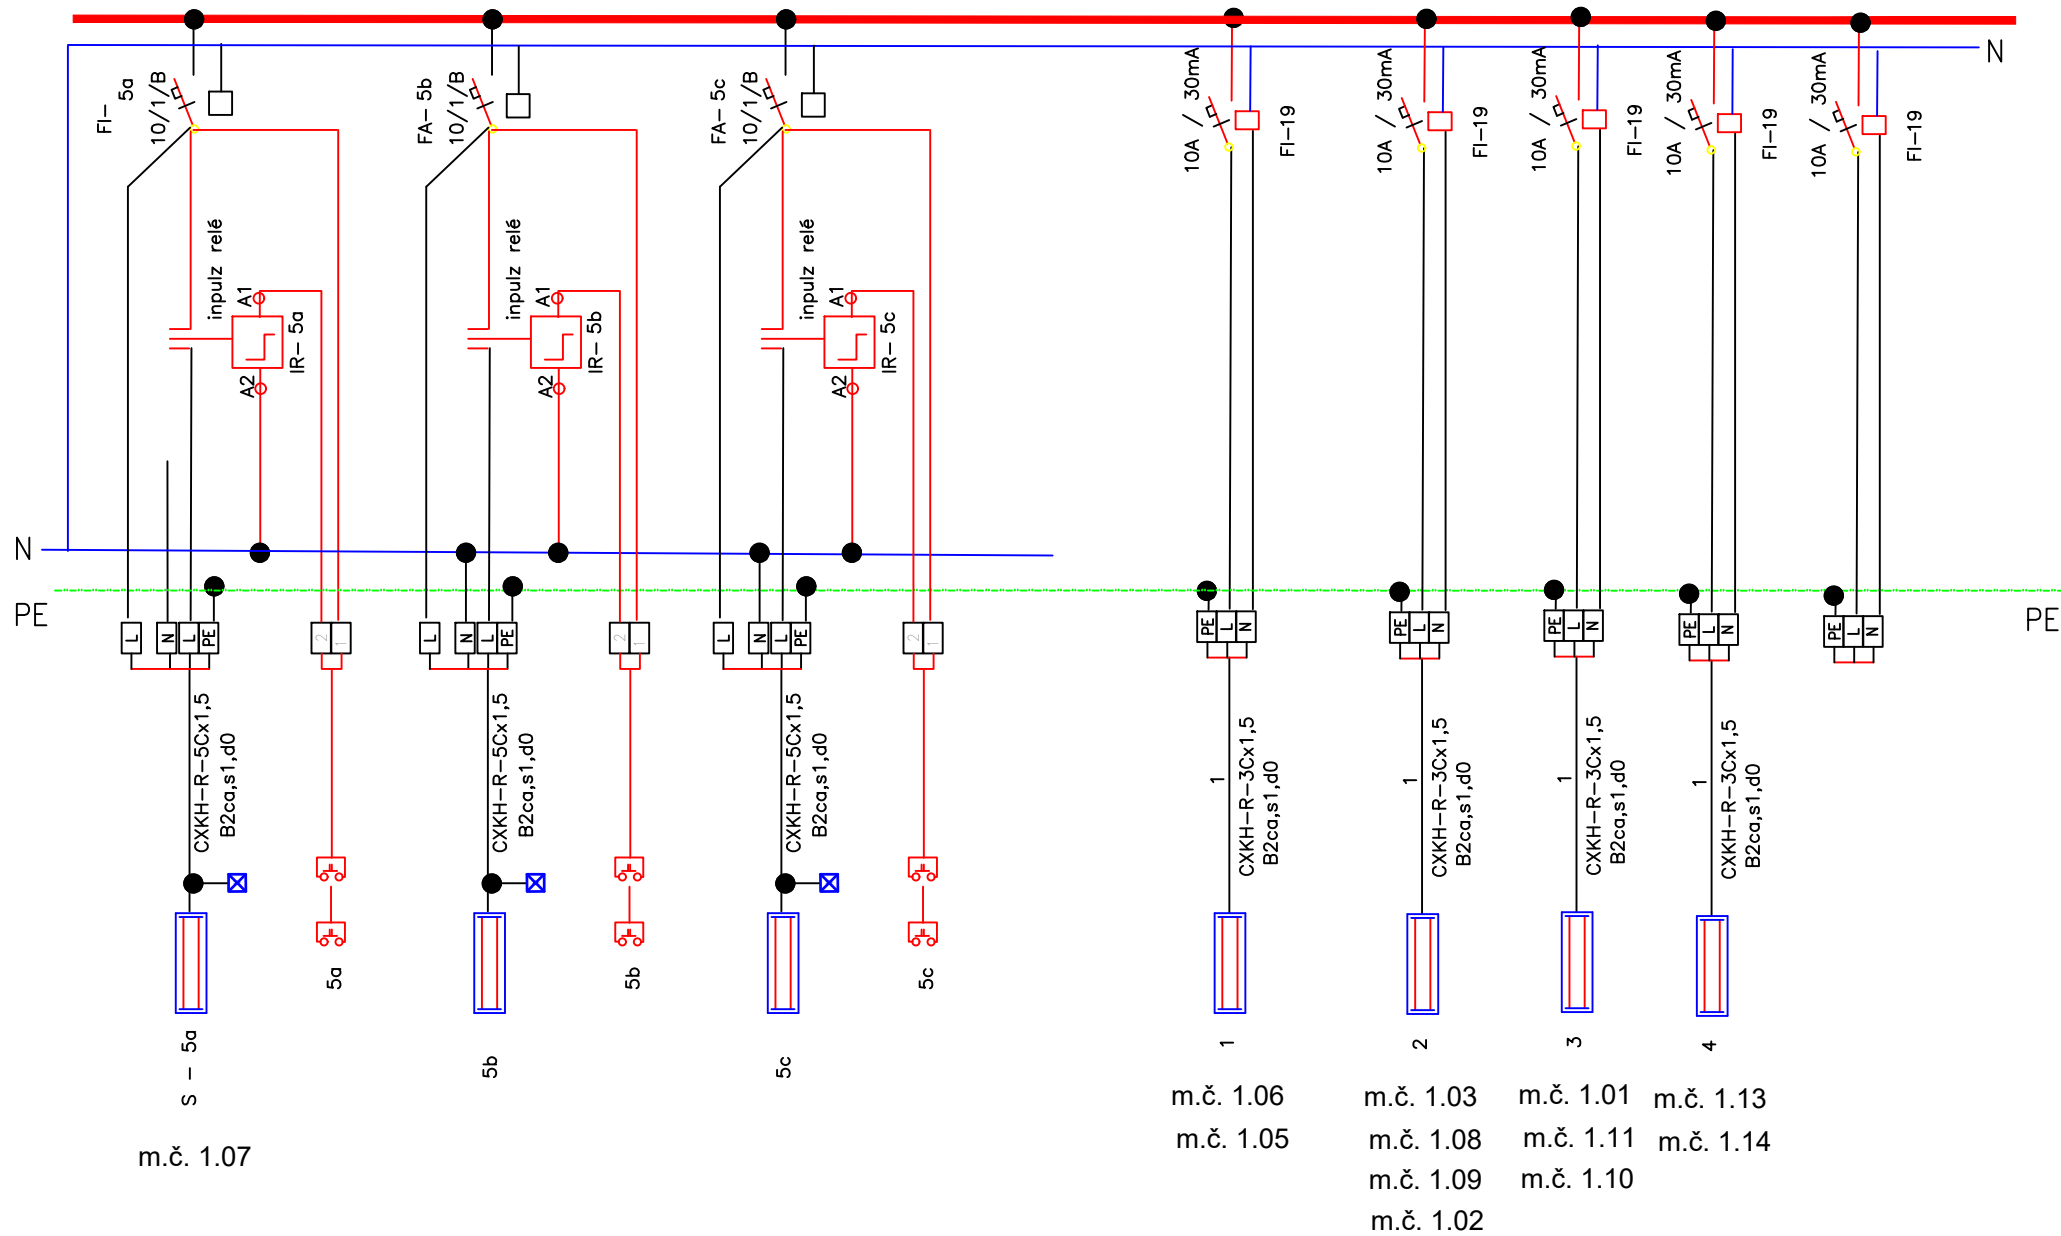 N
FI- 5a
10/1/B
FA- 5b
10/1/B
FA- 5c
10/1/B
10A / 30mA
FI-19
10A / 30mA
FI-19
10A / 30mA
FI-19
10A / 30mA
FI-19
10A / 30mA
FI-19
inpulz relé
A1
IR- 5a
A2
inpulz relé
A1
IR- 5b
A2
inpulz relé
A1
IR- 5c
A2
N
PE
PE
L
N
L
PE
2
1
L
N
L
PE
2
1
L
N
L
PE
2
1
PE
L
N
PE
L
N
PE
L
N
PE
L
N
PE
L
N
CXKH-R-5Cx1,5
B2ca,s1,d0
CXKH-R-5Cx1,5
B2ca,s1,d0
CXKH-R-5Cx1,5
B2ca,s1,d0
1
CXKH-R-3Cx1,5
B2ca,s1,d0
1
CXKH-R-3Cx1,5
B2ca,s1,d0
1
CXKH-R-3Cx1,5
B2ca,s1,d0
1
CXKH-R-3Cx1,5
B2ca,s1,d0
S - 5a
5a
5b
5b
5c
5c
1
2
3
4
m.č. 1.07
m.č. 1.06
m.č. 1.05
m.č. 1.03
m.č. 1.08
m.č. 1.09
m.č. 1.02
m.č. 1.01
m.č. 1.11
m.č. 1.10
m.č. 1.13
m.č. 1.14